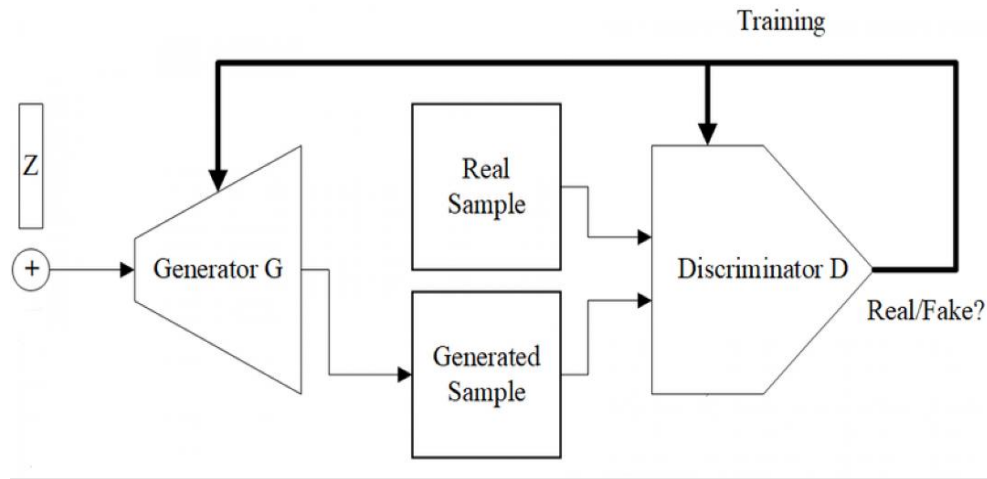 Training
Z
+
Generator G
Real
Sample
Generated
Sample
Discriminator D
Real/Fake?